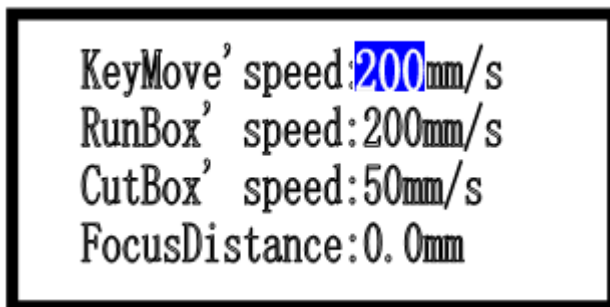 KeyMove’speed:200mm/s
RunBox’ speed:200mm/s
CutBox’ speed:50mm/s
FocusDistance:0.0mm